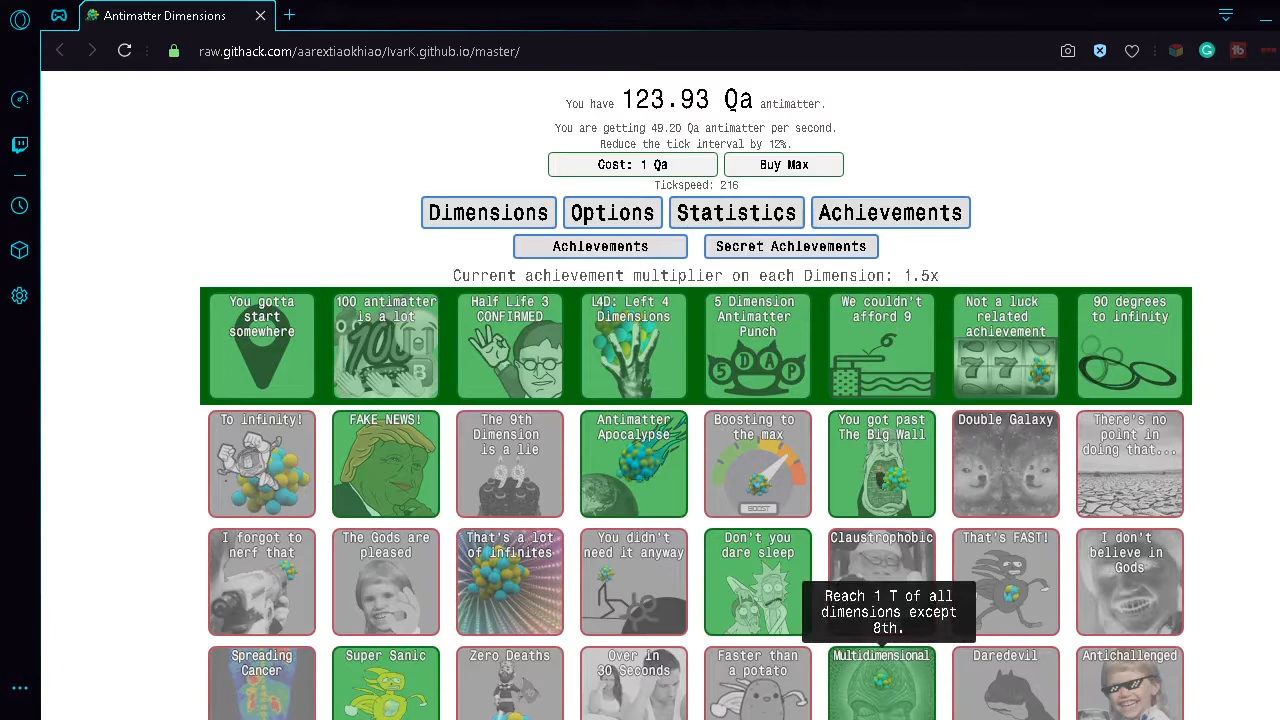 Antimatter Dimensions
raw.githack.com/aarextiaokhiao/IvarK.github.io/master/
You have 123.93 Qa antimatter.
You are getting 49.20 Qa antimatter per second.
Reduce the tick interval by 12%.
Cost: 1 Qa
Buy Max
Tickspeed: 216
Dimensions
Options
Statistics
Achievements
Achievements
Secret Achievements
Current achievement multiplier on each Dimension: 1.5x
You gotta
start
somewhere
100 antimatter
is a lot
100
B
Half Life 3
CONFIRMED
L4D: Left 4
Dimensions
5 Dimension
Antimatter
Punch
5 D A P
We couldn't
afford 9
Not a luck
related
achievement
7 7
90 degrees
to infinity
To infinity!
FAKE NEWS!
The 9th
Dimension
is a lie
99
Antimatter
Apocalypse
Boosting to
the max
BOOST
You got past
The Big Wall
Double Galaxy
There's no
point in
doing that...
I forgot to
nerf that
The Gods are
pleased
That's a lot
of infinites
You didn't
need it anyway
Don't you
dare sleep
Claustrophobic
That's FAST!
I don't
believe in
Gods
Reach 1 T of all
dimensions except
8th.
Spreading
Cancer
Super Sanic
Zero Deaths
Over in
30 Seconds
Faster than
a potato
Multidimensional
Daredevil
Antichallenged